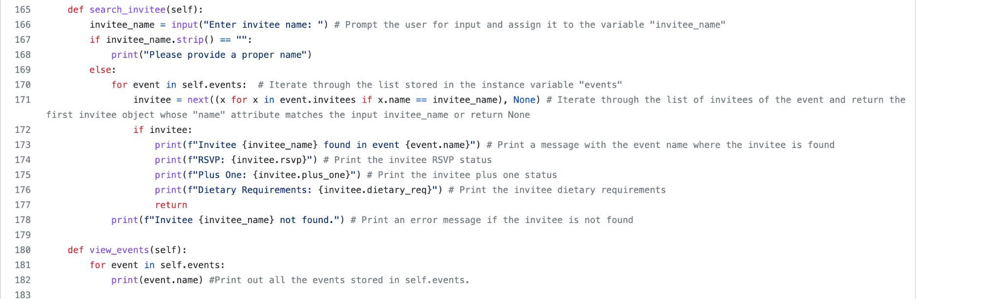 165 def search_invitee(self):
166 invitee_name = input("Enter invitee name: ") # Prompt the user for input and assign it to the variable "invitee_name"
167 if invitee_name.strip() == "":
168 print("Please provide a proper name")
169 else:
170 for event in self.events:  # Iterate through the list stored in the instance variable "events"
171 invitee = next((x for x in event.invitees if x.name == invitee_name), None) # Iterate through the list of invitees of the event and return the
first invitee object whose "name" attribute matches the input invitee_name or return None
172 if invitee:
173 print(f"Invitee {invitee_name} found in event {event.name}") # Print a message with the event name where the invitee is found
174 print(f"RSVP: {invitee.rsvp}") # Print the invitee RSVP status
175 print(f"Plus One: {invitee.plus_one}") # Print the invitee plus one status
176 print(f"Dietary Requirements: {invitee.dietary_req}") # Print the invitee dietary requirements
177 return
178 print(f"Invitee {invitee_name} not found.") # Print an error message if the invitee is not found
179
180 def view_events(self):
181 for event in self.events:
182 print(event.name) #Print out all the events stored in self.events.
183